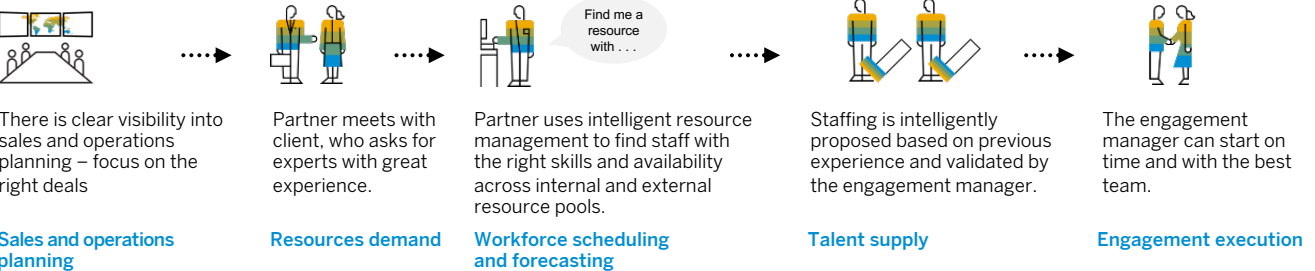 Find me a
resource
with . . .
There is clear visibility into
sales and operations
planning – focus on the
right deals
Sales and operations
planning
Partner meets with
client, who asks for
experts with great
experience.
Resources demand
Partner uses intelligent resource
management to find staff with
the right skills and availability
across internal and external
resource pools.
Workforce scheduling
and forecasting
Staffing is intelligently
proposed based on previous
experience and validated by
the engagement manager.
Talent supply
The engagement
manager can start on
time and with the best
team.
Engagement execution